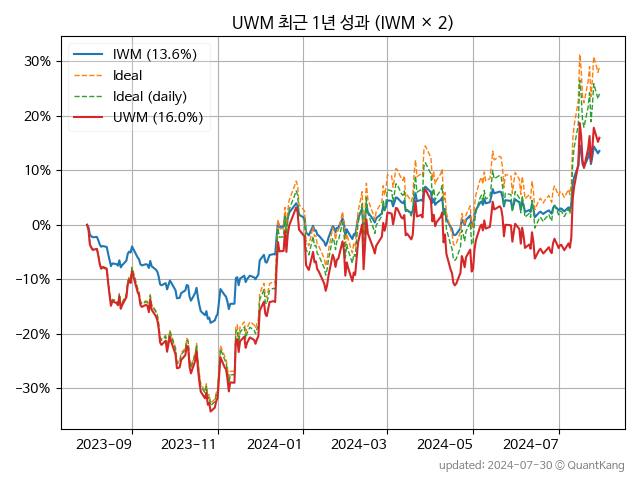 UWM 최근 1년 성과 (IWM × 2)
IWM (13.6%)
Ideal
Ideal (daily)
UWM (16.0%)
30%
20%
10%
0%
−10%
−20%
−30%
2023-09
2023-11
2024-01
2024-03
2024-05
2024-07
updated: 2024-07-30 © QuantKang